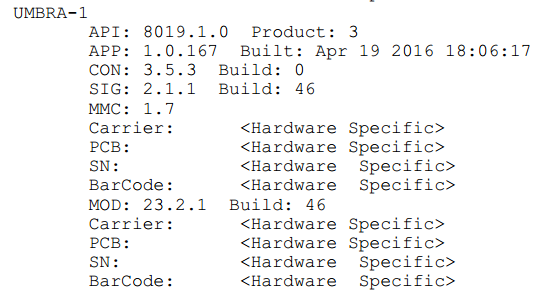 UMBRA-1
API: 8019.1.0  Product: 3
APP: 1.0.167  Built: Apr 19 2016 18:06:17
CON: 3.5.3  Build: 0
SIG: 2.1.1  Build: 46
MMC: 1.7
Carrier:      <Hardware Specific>
PCB:          <Hardware Specific>
SN:           <Hardware  Specific>
BarCode:      <Hardware  Specific>
MOD: 23.2.1  Build: 46
Carrier:      <Hardware Specific>
PCB:          <Hardware Specific>
SN:           <Hardware  Specific>
BarCode:      <Hardware  Specific>